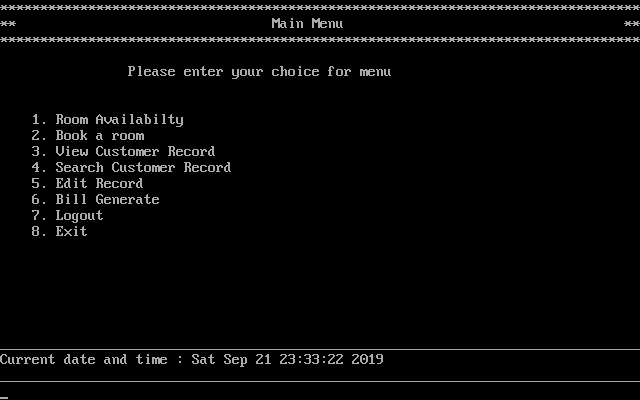 ********************************************************************************
** Main Menu **
********************************************************************************
Please enter your choice for menu
1. Room Availabilty
2. Book a room
3. View Customer Record
4. Search Customer Record
5. Edit Record
6. Bill Generate
7. Logout
8. Exit
Current date and time : Sat Sep 21 23:33:22 2019